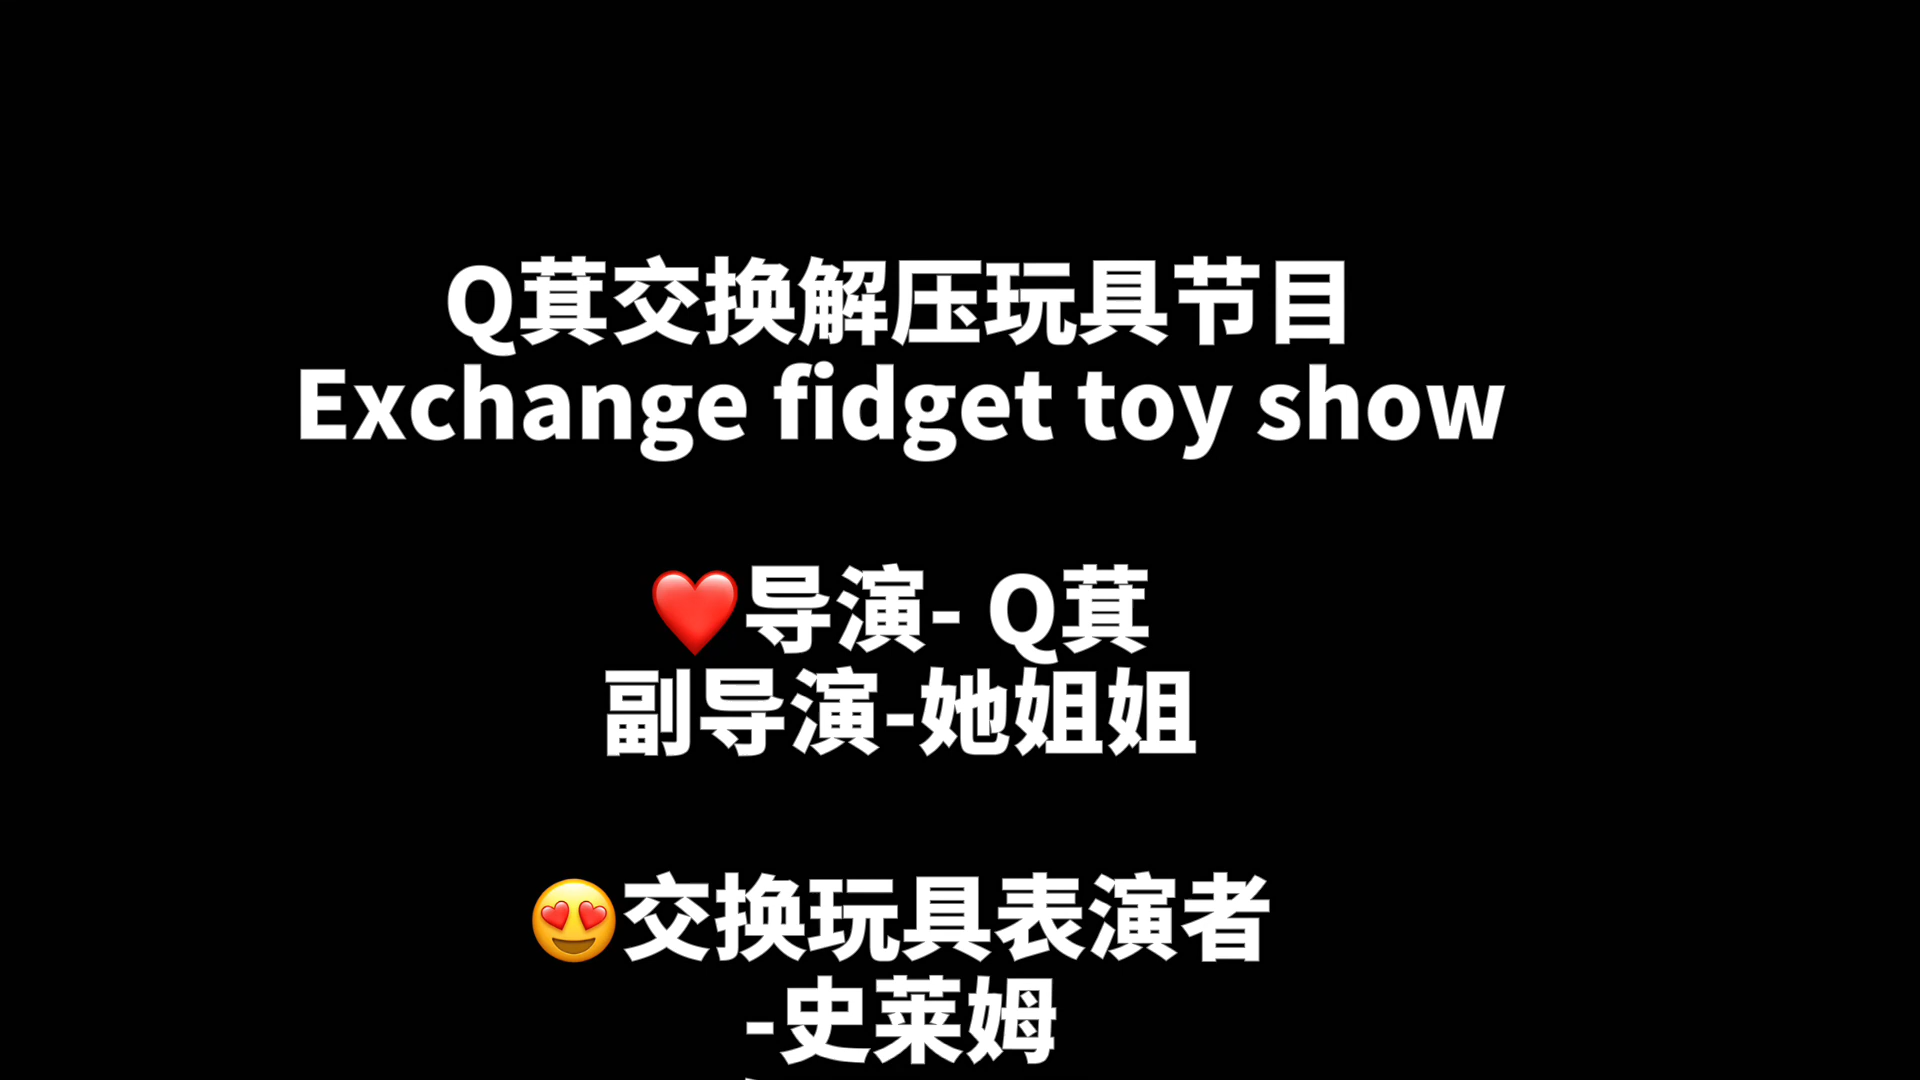 Q萁交换解压玩具节目
Exchange fidget toy show
❤️导演- Q萁
副导演-她姐姐
😍交换玩具表演者
-史莱姆